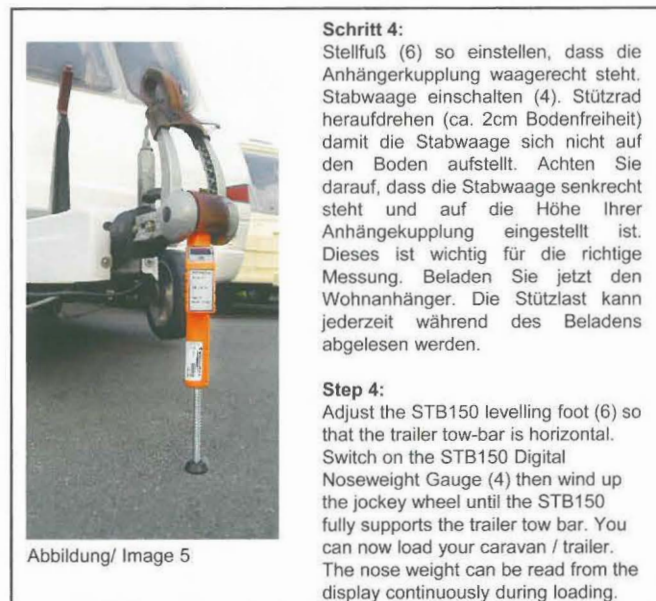 Schritt 4:
Stellfuß (6) so einstellen, dass die
Anhängerkupplung waagerecht steht.
Stabwaage einschalten (4). Stützrad
heraufdrehen (ca. 2cm Bodenfreiheit)
damit die Stabwaage sich nicht auf
den Boden aufstellt. Achten Sie
darauf, dass die Stabwaage senkrecht
steht und auf die Höhe Ihrer
Anhängekupplung eingestellt ist.
Dieses ist wichtig für die richtige
Messung. Beladen Sie jetzt den
Wohnanhänger. Die Stützlast kann
jederzeit während des Beladens
abgelesen werden.
Step 4:
Adjust the STB150 levelling foot (6) so
that the trailer tow-bar is horizontal.
Switch on the STB150 Digital
Noseweight Gauge (4) then wind up
the jockey wheel until the STB150
fully supports the trailer tow bar. You
can now load your caravan / trailer.
The nose weight can be read from the
display continuously during loading.
Abbildung/ Image 5